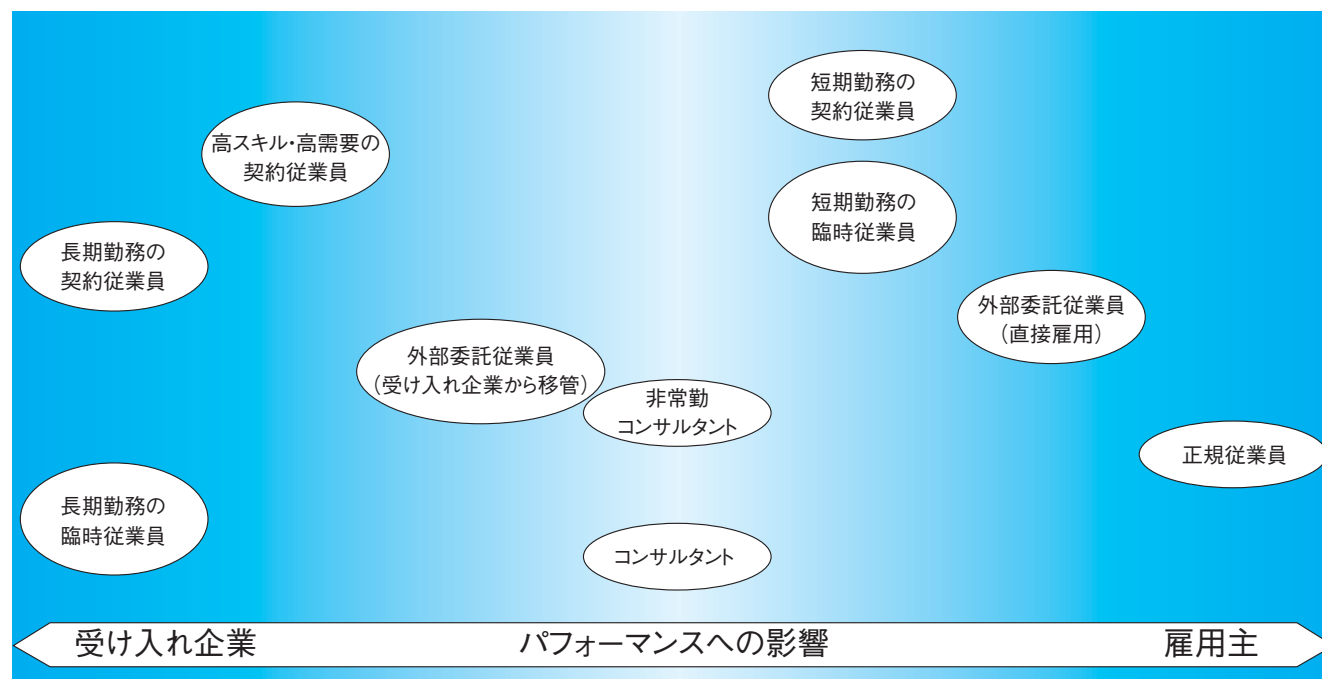 短期勤務の
契約従業員
高スキル・高需要の
契約従業員
短期勤務の
臨時従業員
長期勤務の
契約従業員
外部委託従業員
（直接雇用）
外部委託従業員
（受け入れ企業から移管）
非常勤
コンサルタント
正規従業員
長期勤務の
臨時従業員
コンサルタント
受け入れ企業
パフォーマンスへの影響
雇用主